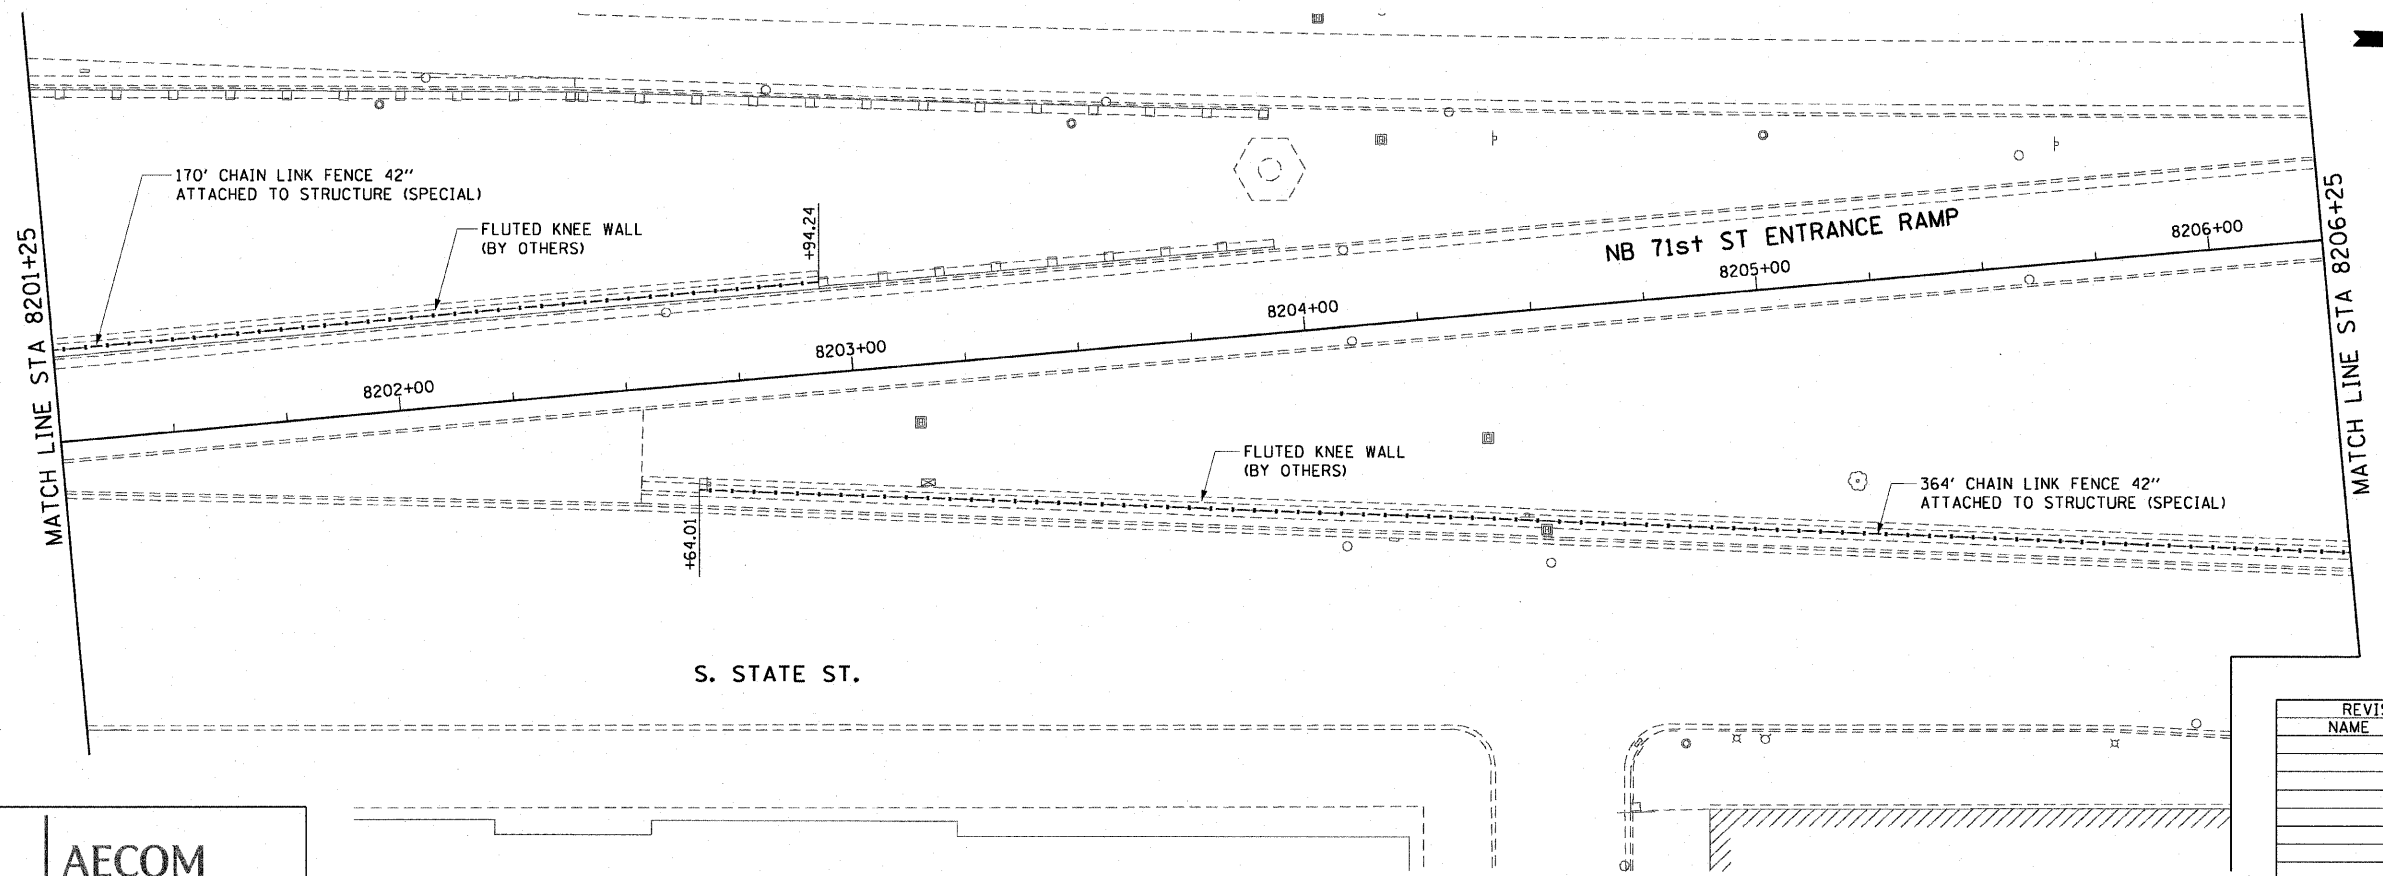 170' CHAIN LINK FENCE 42"
ATTACHED TO STRUCTURE (SPECIAL)
FLUTED KNEE WALL
(BY OTHERS)
+94.24
MATCH LINE STA 8201+25
NB 71st ST ENTRANCE RAMP
8202+00
8203+00
8204+00
8205+00
8206+00
MATCH LINE STA 8206+25
FLUTED KNEE WALL
(BY OTHERS)
364' CHAIN LINK FENCE 42"
ATTACHED TO STRUCTURE (SPECIAL)
+64.01
S. STATE ST.
REVIS
NAME
AECOM